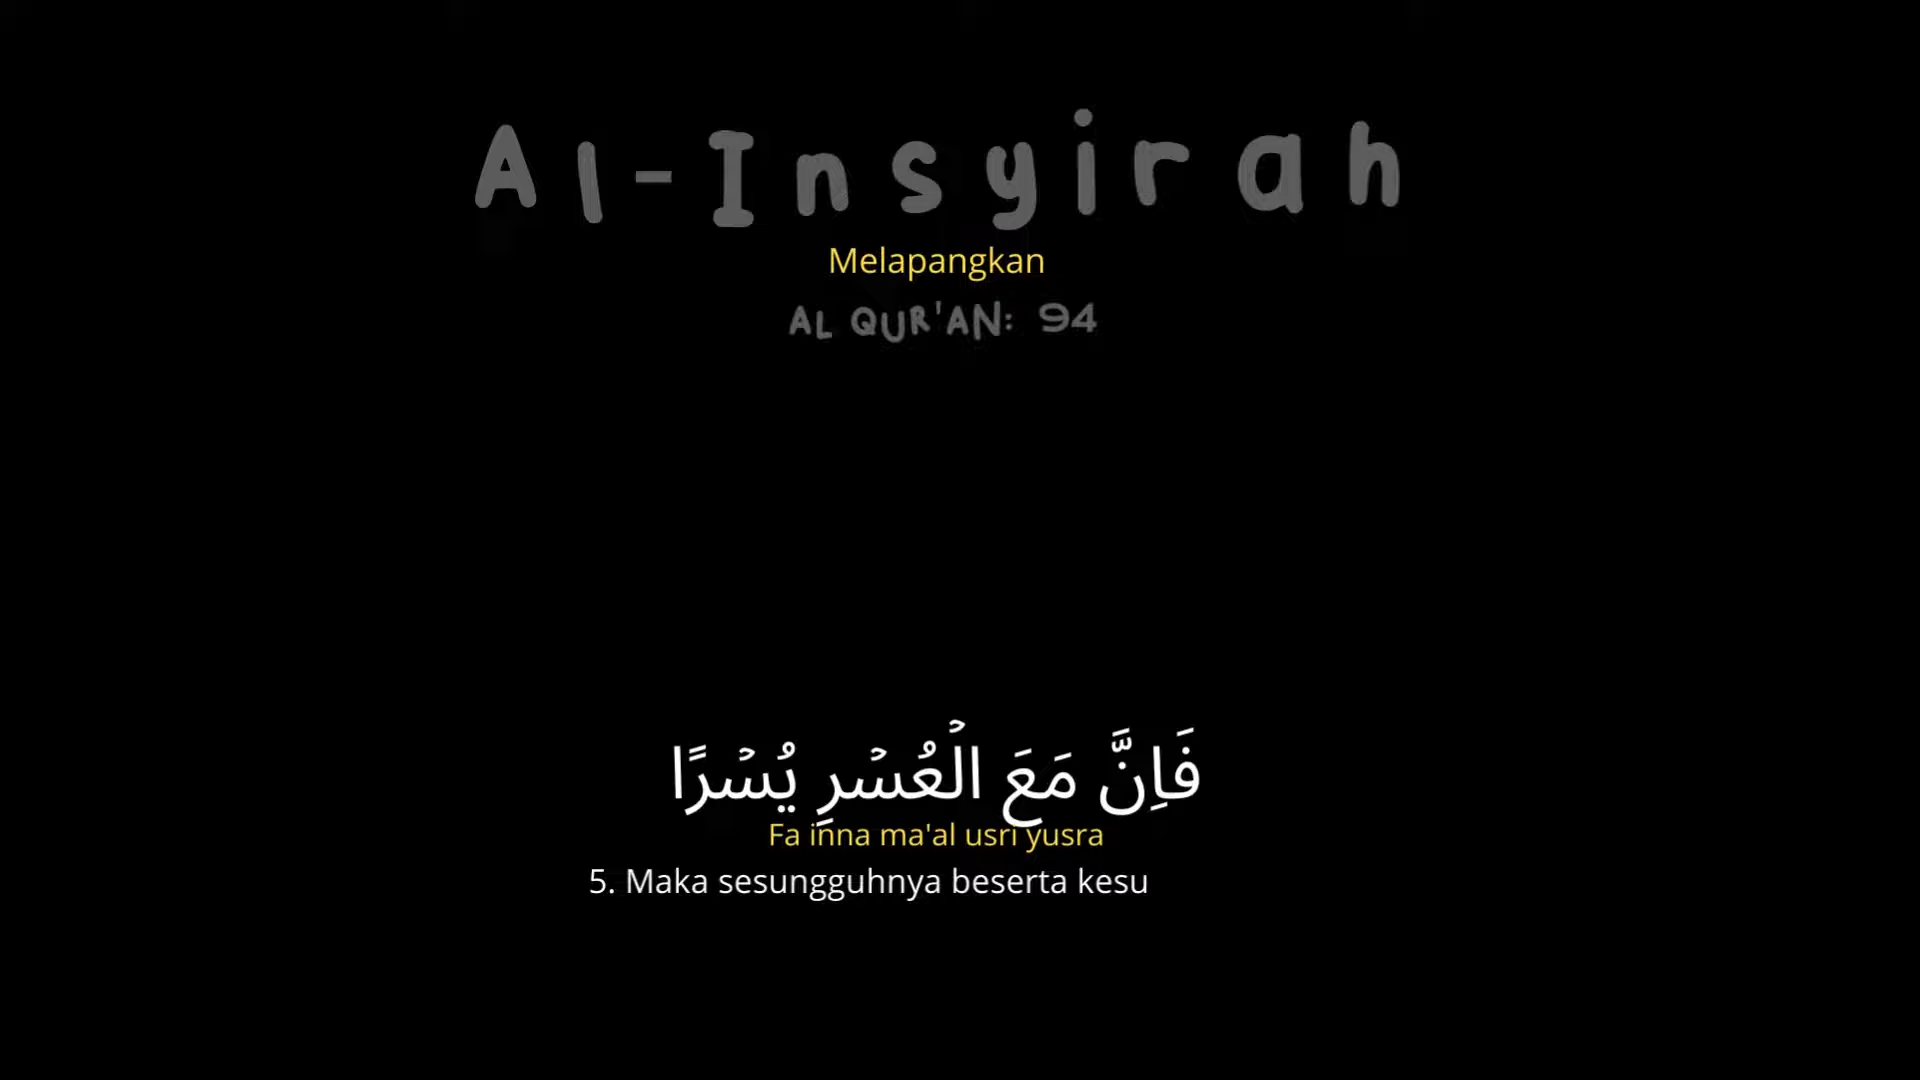 Al-Insyirah
Melapangkan
AL QUR'AN: 94
فَاِنَّ مَعَ الۡعُسۡرِ يُسۡرًا
Fa inna ma'al usri yusra
5. Maka sesungguhnya beserta kesu